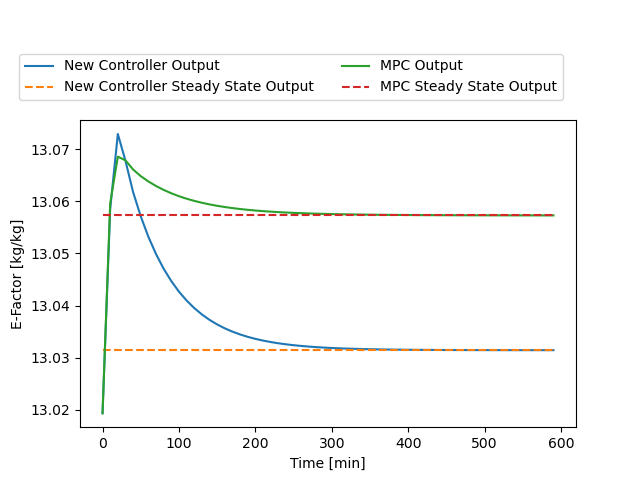 New Controller Output
New Controller Steady State Output
MPC Output
MPC Steady State Output
E-Factor [kg/kg]
13.07
13.06
13.05
13.04
13.03
13.02
0 100 200 300 400 500 600
Time [min]